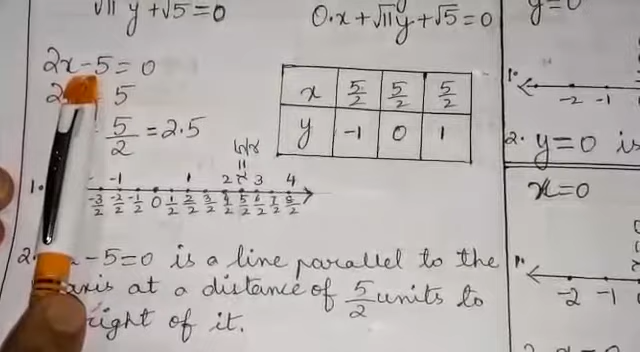 √11 y + √5 = 0
0.x + √11 y + √5 = 0
y = 0
2x - 5 = 0
5
5/2 = 2.5
x 5/2 5/2 5/2
y -1 0 1
-2 -1
2. y = 0 is
x = 0
1.
-1 1 2 3 4
-3/2 -2/2 -1/2 0 1/2 2/2 3/2 4/2 5/2 6/2 7/2 8/2
2. - 5 = 0 is a line parallel to the
axis at a distance of 5/2 units to
right of it.
-2 -1